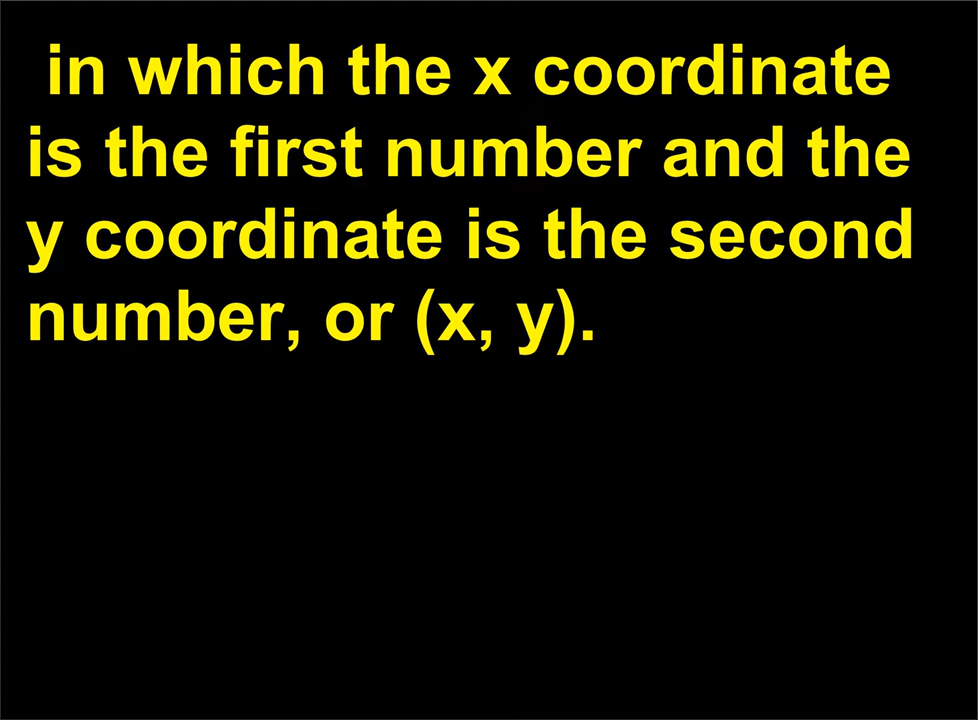 in which the x coordinate
is the first number and the
y coordinate is the second
number, or (x, y).